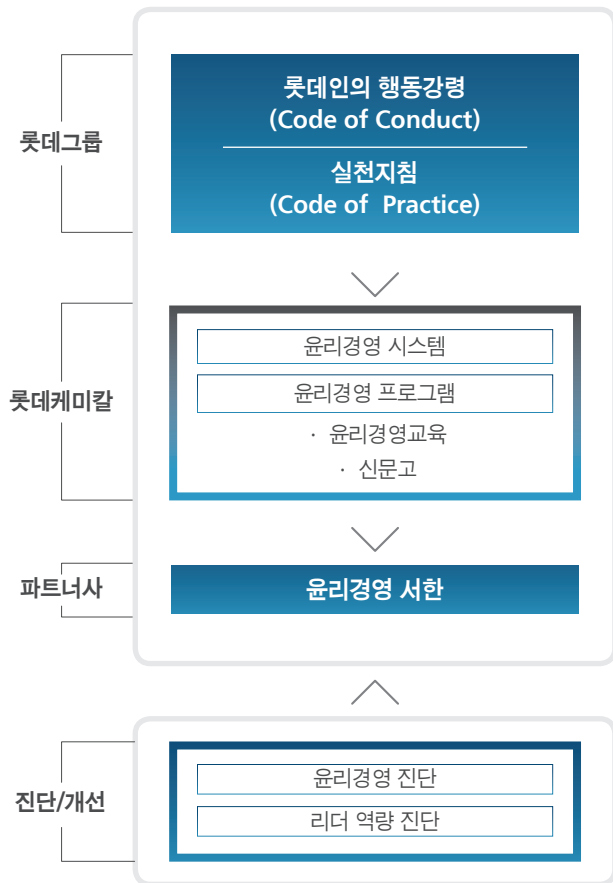 롯데그룹
롯데인의 행동강령
(Code of Conduct)
실천지침
(Code of Practice)
롯데케미칼
윤리경영 시스템
윤리경영 프로그램
· 윤리경영교육
· 신문고
파트너사
윤리경영 서한
진단/개선
윤리경영 진단
리더 역량 진단